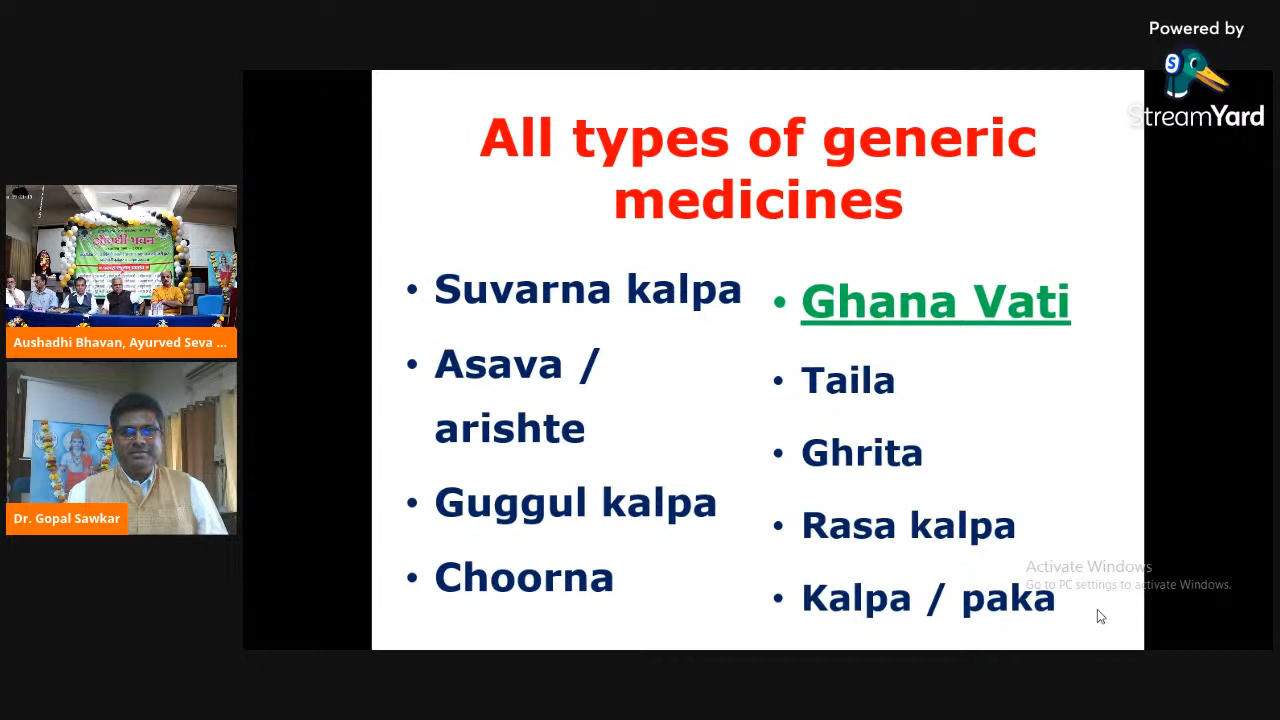 Powered by
StreamYard
All types of generic
medicines
• Suvarna kalpa
• Asava /
arishte
• Guggul kalpa
• Choorna
• Ghana Vati
• Taila
• Ghrita
• Rasa kalpa
• Kalpa / paka
Activate Windows
Go to PC settings to activate Windows.
औषधी भवन
Aushadhi Bhavan, Ayurved Seva ...
Dr. Gopal Sawkar